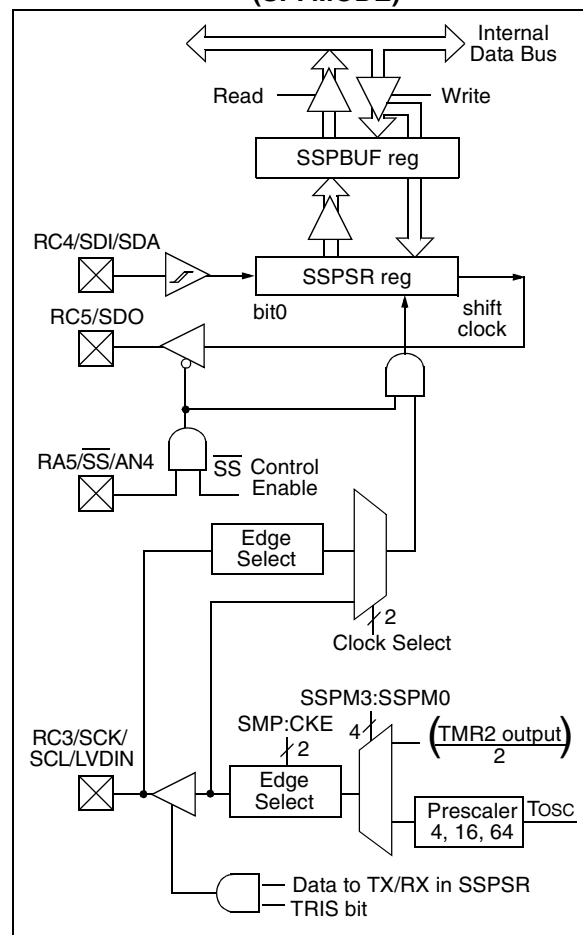 Internal
Data Bus
Read
Write
SSPBUF reg
RC4/SDI/SDA
SSPSR reg
bit0
shift
clock
RC5/SDO
RA5/SS/AN4
SS Control
Enable
Edge
Select
2
Clock Select
SSPM3:SSPM0
SMP:CKE
4
(TMR2 output)
2
2
RC3/SCK/
SCL/LVDIN
Edge
Select
Prescaler
4, 16, 64
TOSC
Data to TX/RX in SSPSR
TRIS bit